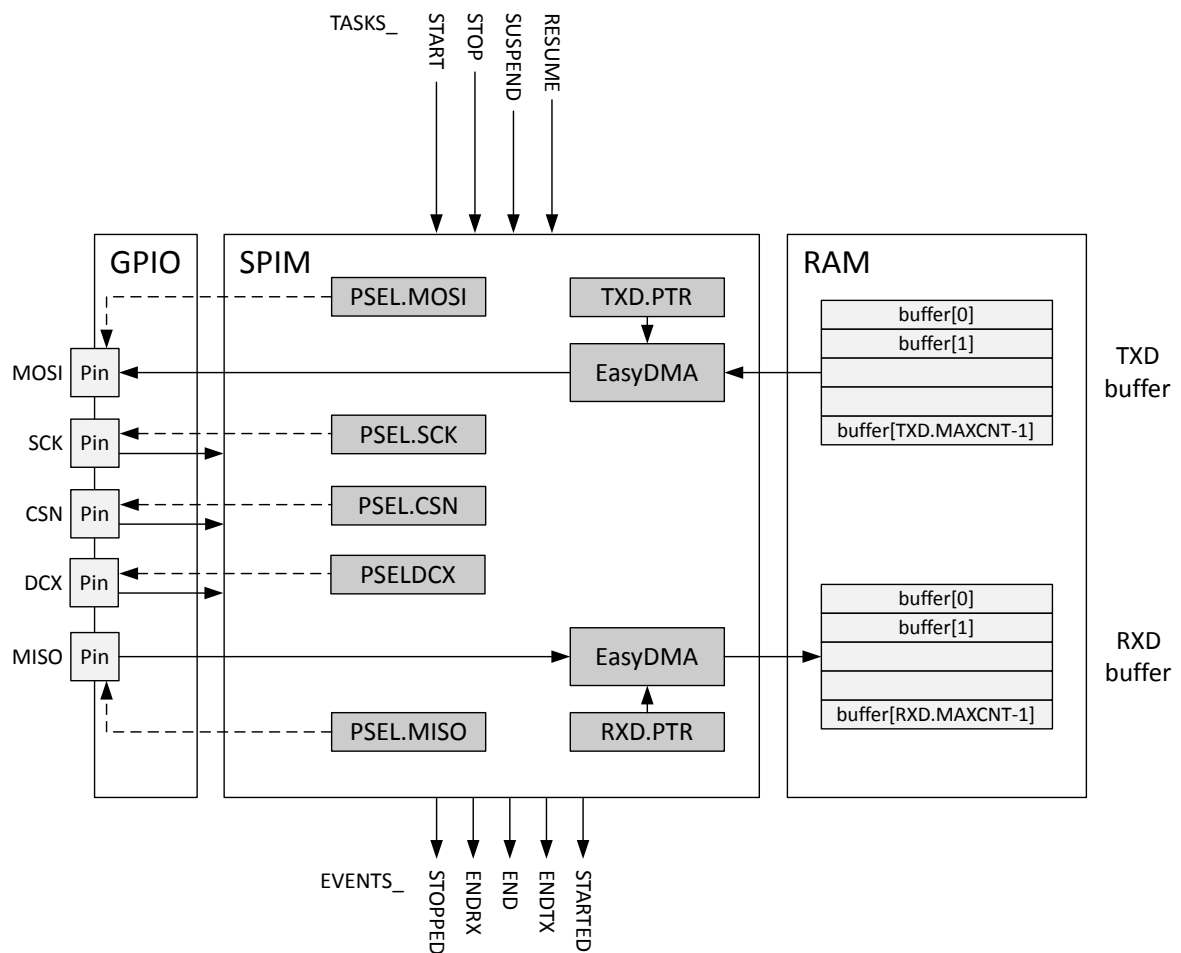 TASKS_
START
STOP
SUSPEND
RESUME
GPIO
SPIM
RAM
PSEL.MOSI
TXD.PTR
buffer[0]
buffer[1]
buffer[TXD.MAXCNT-1]
TXD
buffer
MOSI
Pin
EasyDMA
SCK
Pin
PSEL.SCK
CSN
Pin
PSEL.CSN
DCX
Pin
PSELDCX
MISO
Pin
EasyDMA
buffer[0]
buffer[1]
buffer[RXD.MAXCNT-1]
RXD
buffer
PSEL.MISO
RXD.PTR
EVENTS_
STOPPED
ENDRX
END
ENDTX
STARTED